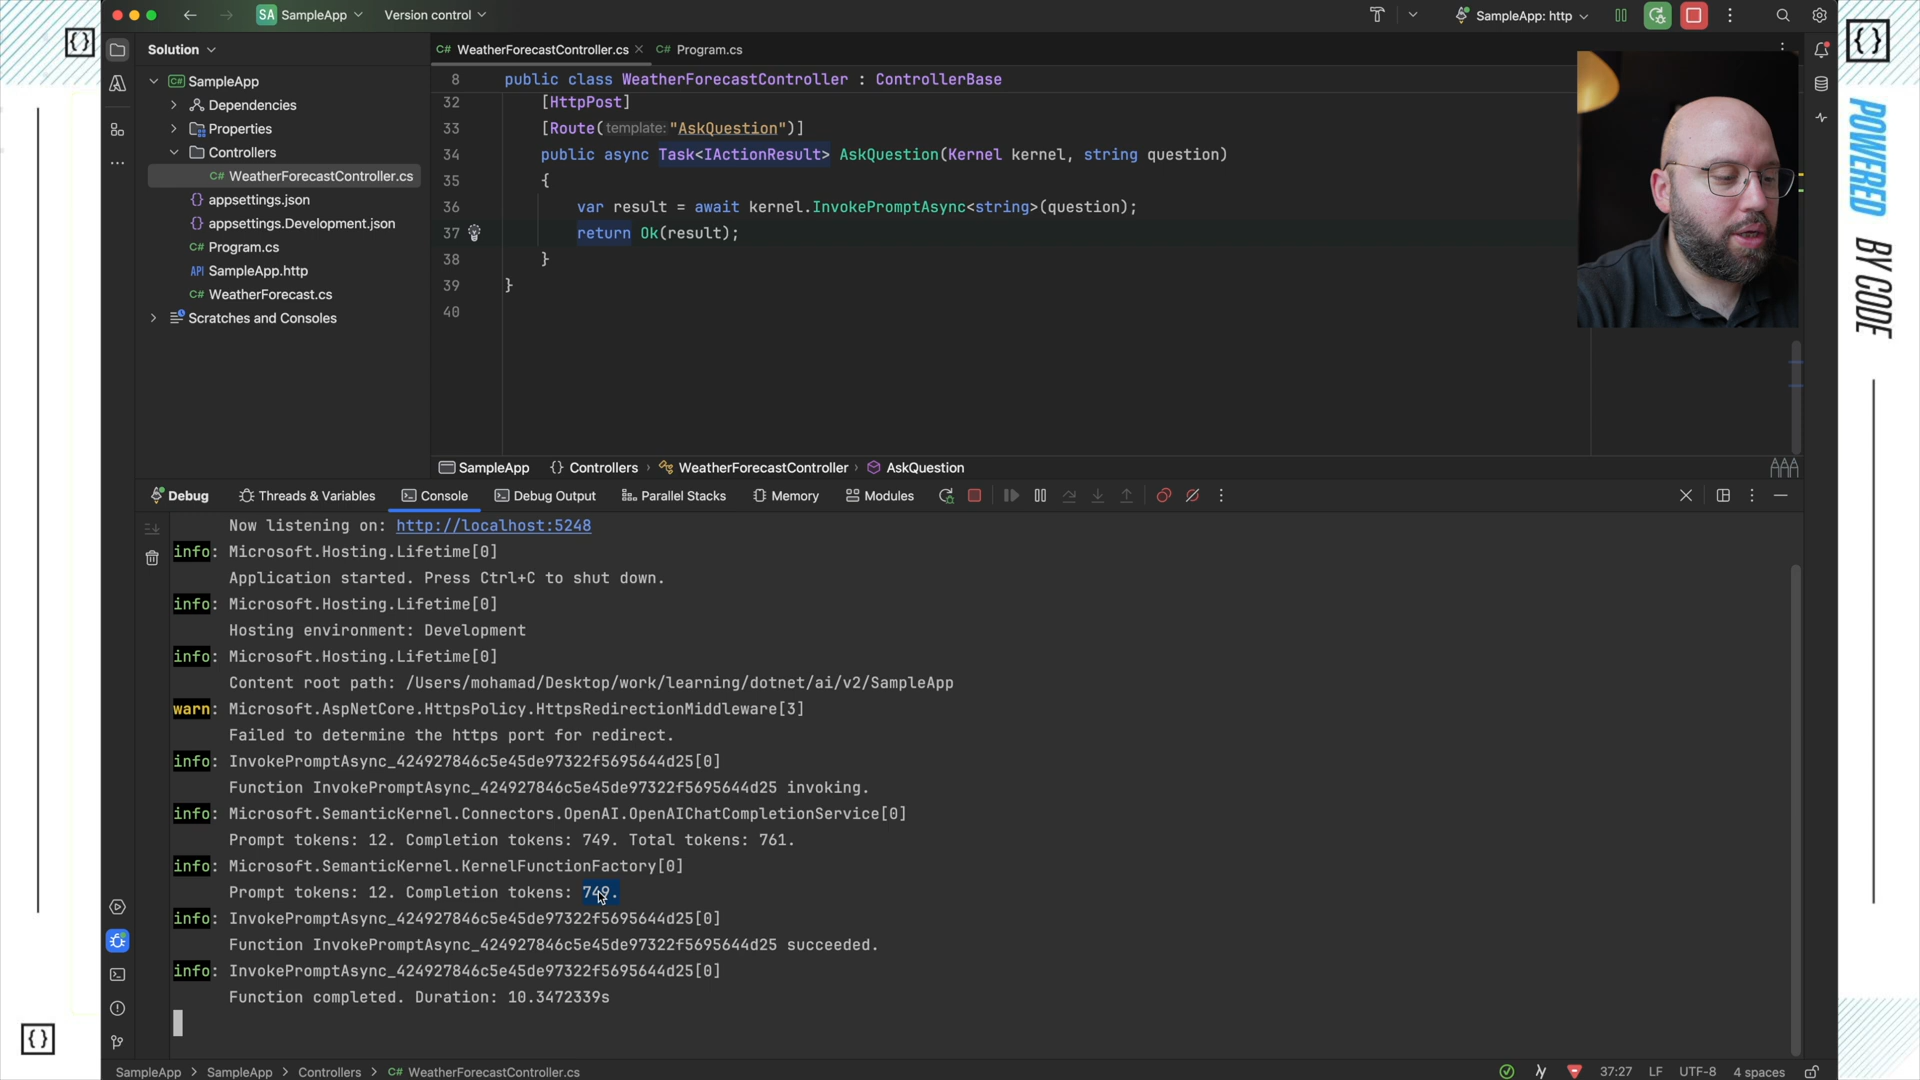 SA SampleApp
Version control
SampleApp: http
Solution
C# WeatherForecastController.cs
C# Program.cs
C# SampleApp
Dependencies
Properties
Controllers
C# WeatherForecastController.cs
{} appsettings.json
{} appsettings.Development.json
C# Program.cs
API SampleApp.http
C# WeatherForecast.cs
Scratches and Consoles
8 public class WeatherForecastController : ControllerBase
32 [HttpPost]
33 [Route(template:"AskQuestion")]
34 public async Task<IActionResult> AskQuestion(Kernel kernel, string question)
35 {
36 var result = await kernel.InvokePromptAsync<string>(question);
37 return Ok(result);
38 }
39 }
40
{}
{}
POWERED BY CODE
SampleApp {} Controllers › WeatherForecastController › AskQuestion
Debug
Threads & Variables
Console
Debug Output
Parallel Stacks
Memory
Modules
Now listening on: http://localhost:5248
info: Microsoft.Hosting.Lifetime[0]
Application started. Press Ctrl+C to shut down.
info: Microsoft.Hosting.Lifetime[0]
Hosting environment: Development
info: Microsoft.Hosting.Lifetime[0]
Content root path: /Users/mohamad/Desktop/work/learning/dotnet/ai/v2/SampleApp
warn: Microsoft.AspNetCore.HttpsPolicy.HttpsRedirectionMiddleware[3]
Failed to determine the https port for redirect.
info: InvokePromptAsync_424927846c5e45de97322f5695644d25[0]
Function InvokePromptAsync_424927846c5e45de97322f5695644d25 invoking.
info: Microsoft.SemanticKernel.Connectors.OpenAI.OpenAIChatCompletionService[0]
Prompt tokens: 12. Completion tokens: 749. Total tokens: 761.
info: Microsoft.SemanticKernel.KernelFunctionFactory[0]
Prompt tokens: 12. Completion tokens: 749.
info: InvokePromptAsync_424927846c5e45de97322f5695644d25[0]
Function InvokePromptAsync_424927846c5e45de97322f5695644d25 succeeded.
info: InvokePromptAsync_424927846c5e45de97322f5695644d25[0]
Function completed. Duration: 10.3472339s
{}
SampleApp > SampleApp > Controllers > C# WeatherForecastController.cs
37:27 LF UTF-8 4 spaces